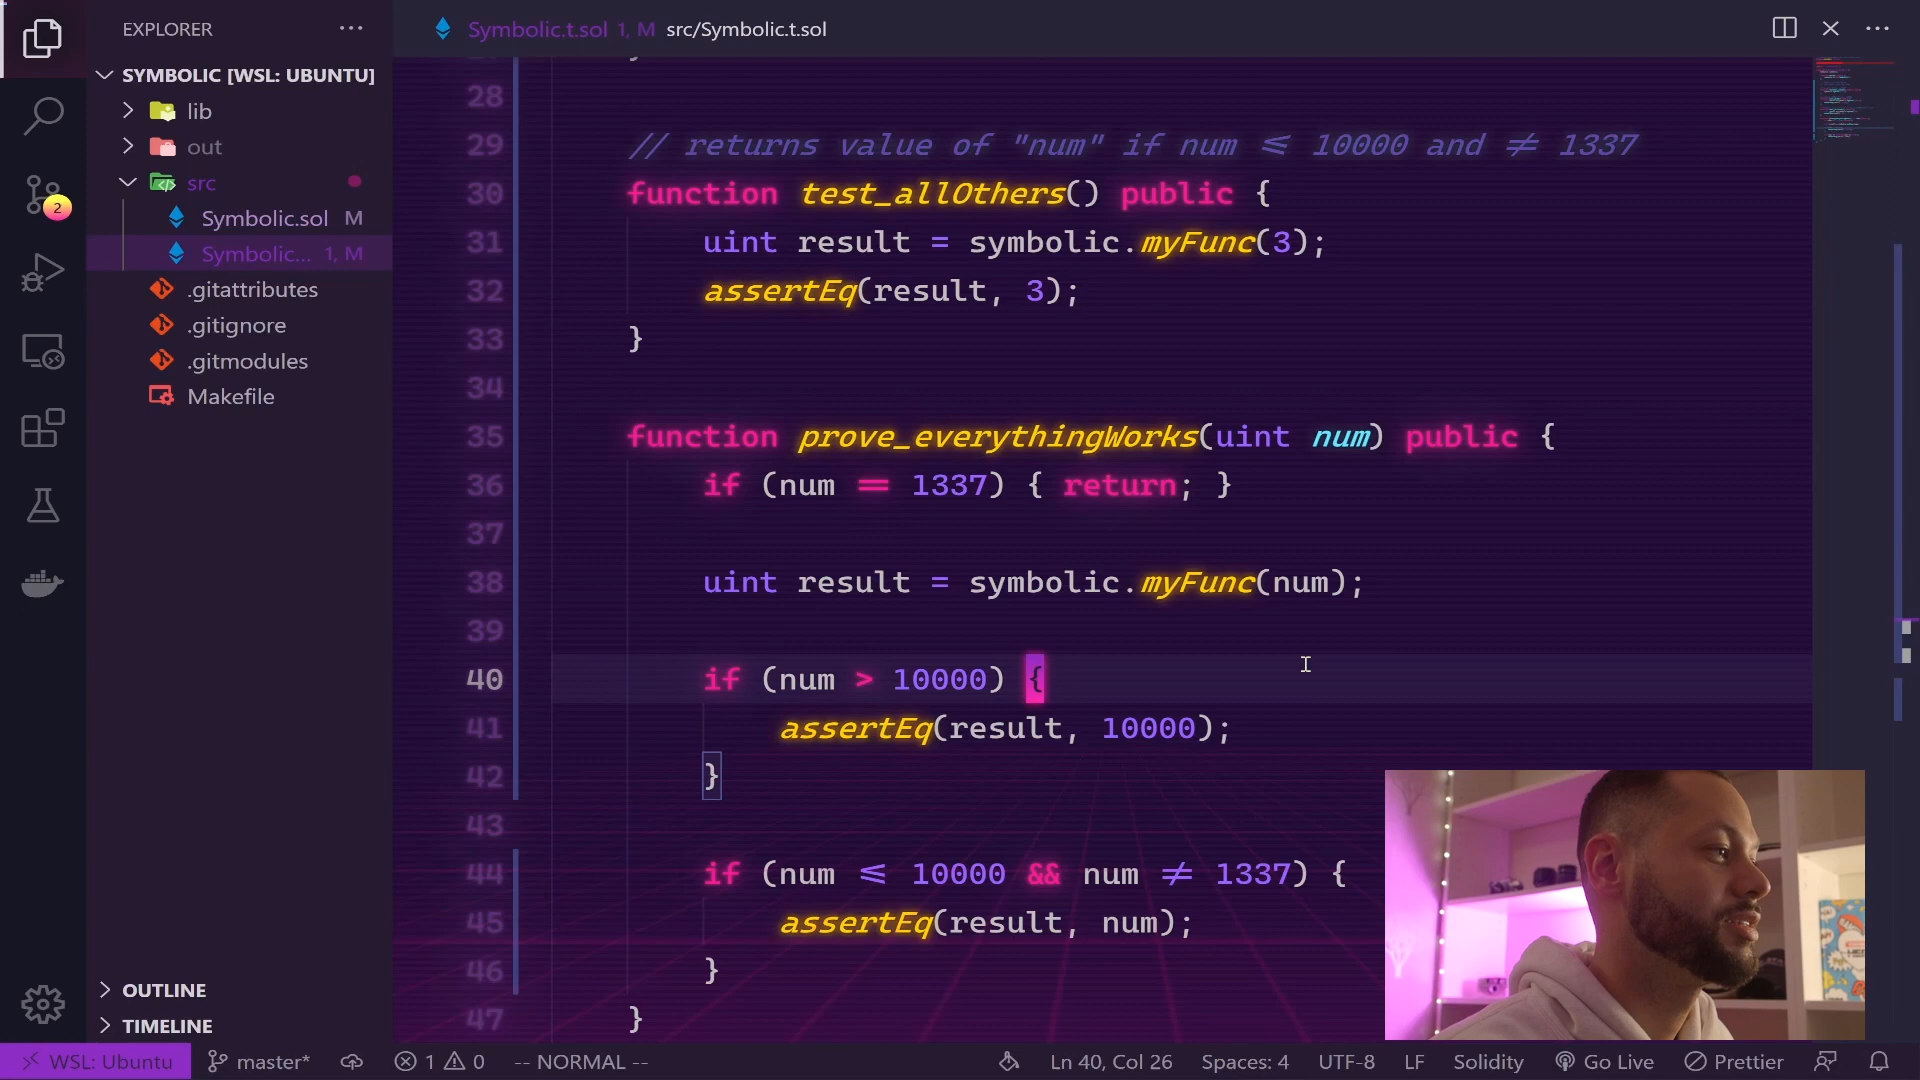 EXPLORER
SYMBOLIC [WSL: UBUNTU]
lib
out
src
Symbolic.sol M
Symbolic... 1, M
.gitattributes
.gitignore
.gitmodules
Makefile
OUTLINE
TIMELINE
2
Symbolic.t.sol 1, M src/Symbolic.t.sol
28
29 // returns value of "num" if num <= 10000 and != 1337
30 function test_allOthers() public {
31 uint result = symbolic.myFunc(3);
32 assertEq(result, 3);
33 }
34
35 function prove_everythingWorks(uint num) public {
36 if (num == 1337) { return; }
37
38 uint result = symbolic.myFunc(num);
39
40 if (num > 10000) {
41 assertEq(result, 10000);
42 }
43
44 if (num <= 10000 && num != 1337) {
45 assertEq(result, num);
46 }
47 }
WSL: Ubuntu master* 1 0 -- NORMAL -- Ln 40, Col 26 Spaces: 4 UTF-8 LF Solidity Go Live Prettier